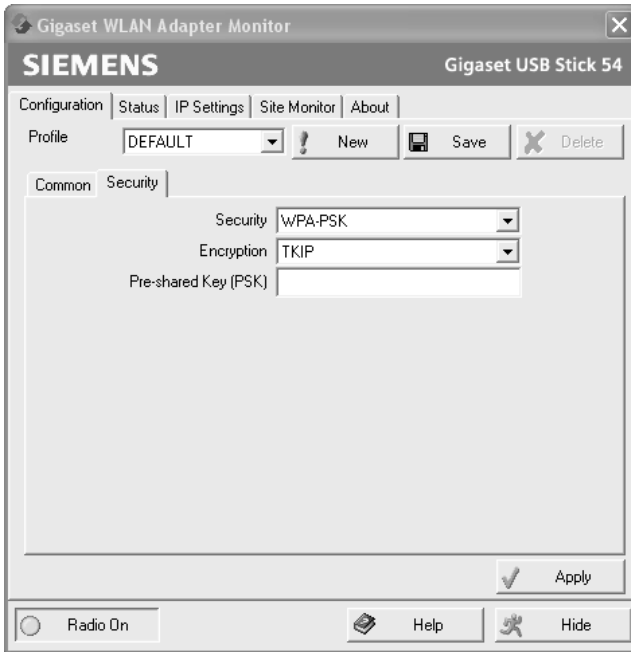 Gigaset WLAN Adapter Monitor
SIEMENS Gigaset USB Stick 54
Configuration Status IP Settings Site Monitor About
Profile DEFAULT New Save Delete
Common Security
Security WPA-PSK
Encryption TKIP
Pre-shared Key (PSK)
Apply
Radio On Help Hide